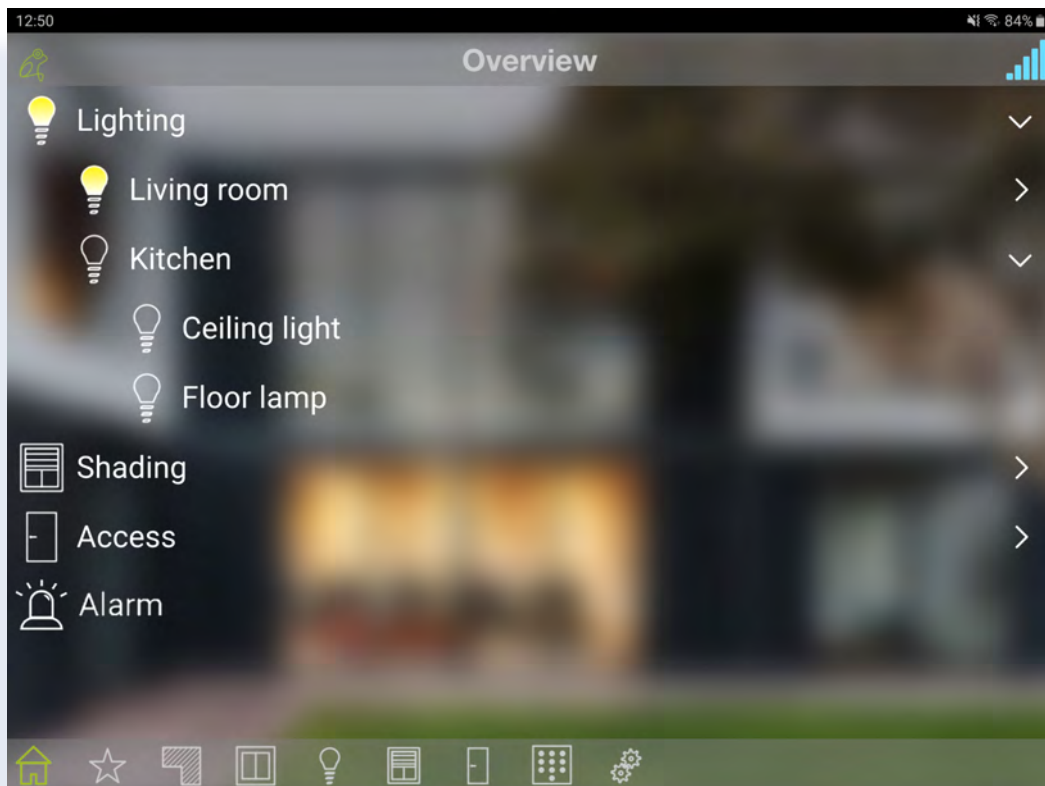 12:50
84%
Overview
Lighting
Living room
Kitchen
Ceiling light
Floor lamp
Shading
Access
Alarm